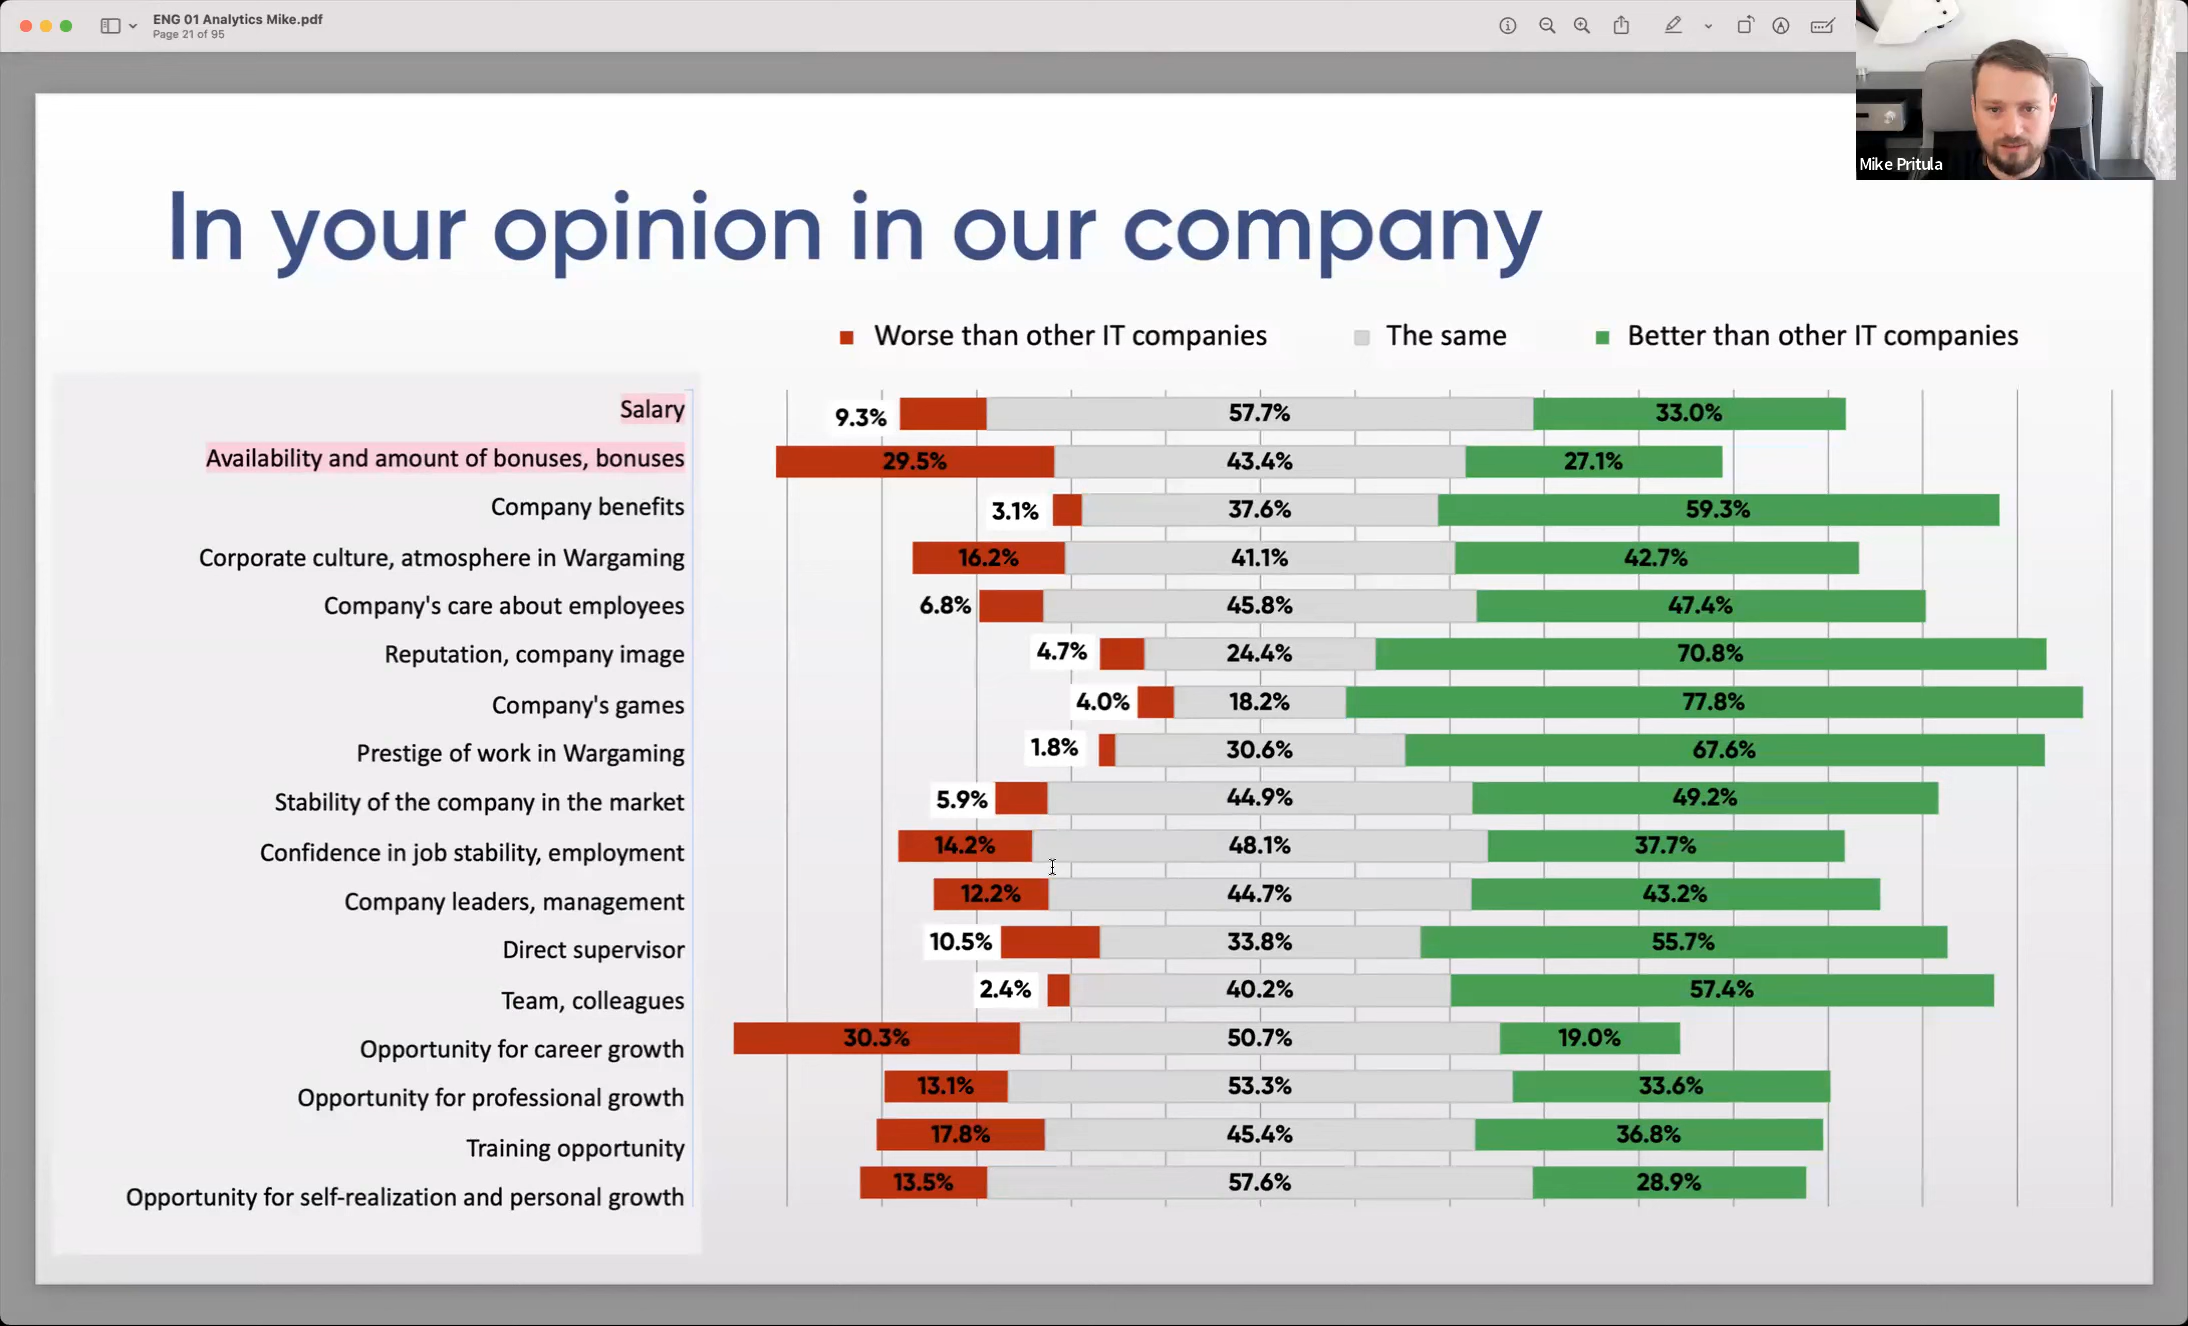 ENG 01 Analytics Mike.pdf
Page 21 of 95
Mike Pritula
In your opinion in our company
Worse than other IT companies The same Better than other IT companies
Salary 9.3% 57.7% 33.0%
Availability and amount of bonuses, bonuses 29.5% 43.4% 27.1%
Company benefits 3.1% 37.6% 59.3%
Corporate culture, atmosphere in Wargaming 16.2% 41.1% 42.7%
Company's care about employees 6.8% 45.8% 47.4%
Reputation, company image 4.7% 24.4% 70.8%
Company's games 4.0% 18.2% 77.8%
Prestige of work in Wargaming 1.8% 30.6% 67.6%
Stability of the company in the market 5.9% 44.9% 49.2%
Confidence in job stability, employment 14.2% 48.1% 37.7%
Company leaders, management 12.2% 44.7% 43.2%
Direct supervisor 10.5% 33.8% 55.7%
Team, colleagues 2.4% 40.2% 57.4%
Opportunity for career growth 30.3% 50.7% 19.0%
Opportunity for professional growth 13.1% 53.3% 33.6%
Training opportunity 17.8% 45.4% 36.8%
Opportunity for self-realization and personal growth 13.5% 57.6% 28.9%